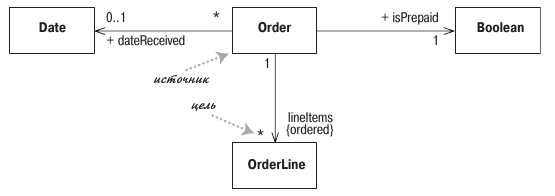 Date
0..1
*
+ dateReceived
Order
+ isPrepaid
1
Boolean
источник
1
цель
*
lineItems
{ordered}
OrderLine